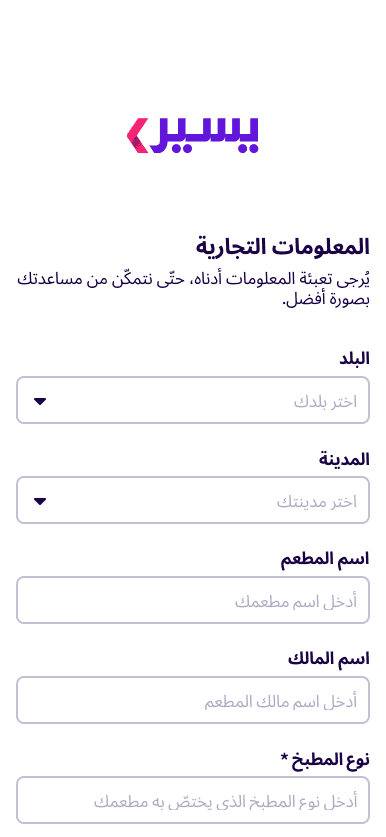 يسير
المعلومات التجارية
يُرجى تعبئة المعلومات أدناه، حتّى نتمكّن من مساعدتك
بصورة أفضل.
البلد
اختر بلدك
المدينة
اختر مدينتك
اسم المطعم
أدخل اسم مطعمك
اسم المالك
أدخل اسم مالك المطعم
نوع المطبخ *
أدخل نوع المطبخ الذي يختصّ به مطعمك